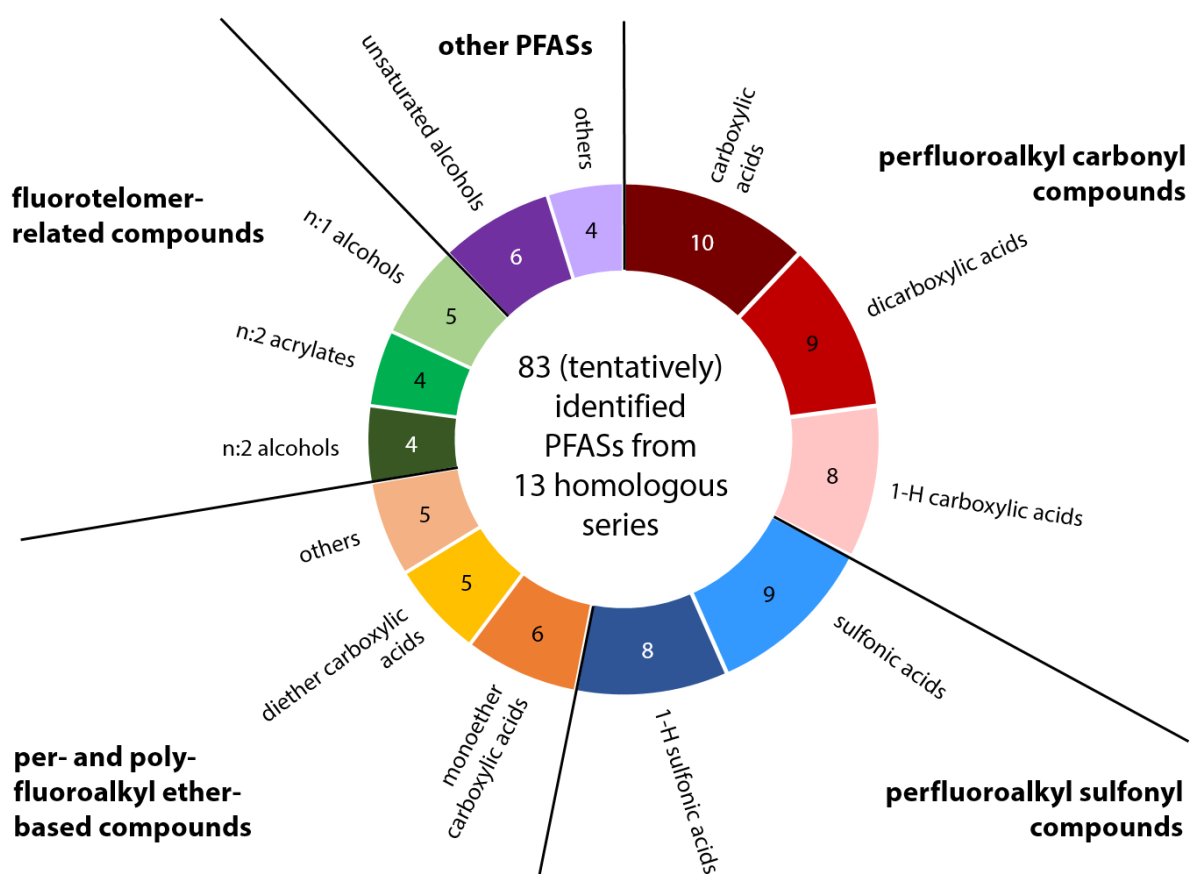 other PFASs
unsaturated alcohols
others
carboxylic
acids
perfluoroalkyl carbonyl
compounds
fluorotelomer-
related compounds
n:1 alcohols
6
4
10
dicarboxylic acids
5
n:2 acrylates
9
4
83 (tentatively)
identified
PFASs from
13 homologous
series
n:2 alcohols
4
8
1-H carboxylic acids
others
5
5
9
sulfonic acids
6
8
diether carboxylic
acids
monoether
carboxylic acids
1-H sulfonic acids
per- and poly-
fluoroalkyl ether-
based compounds
perfluoroalkyl sulfonyl
compounds